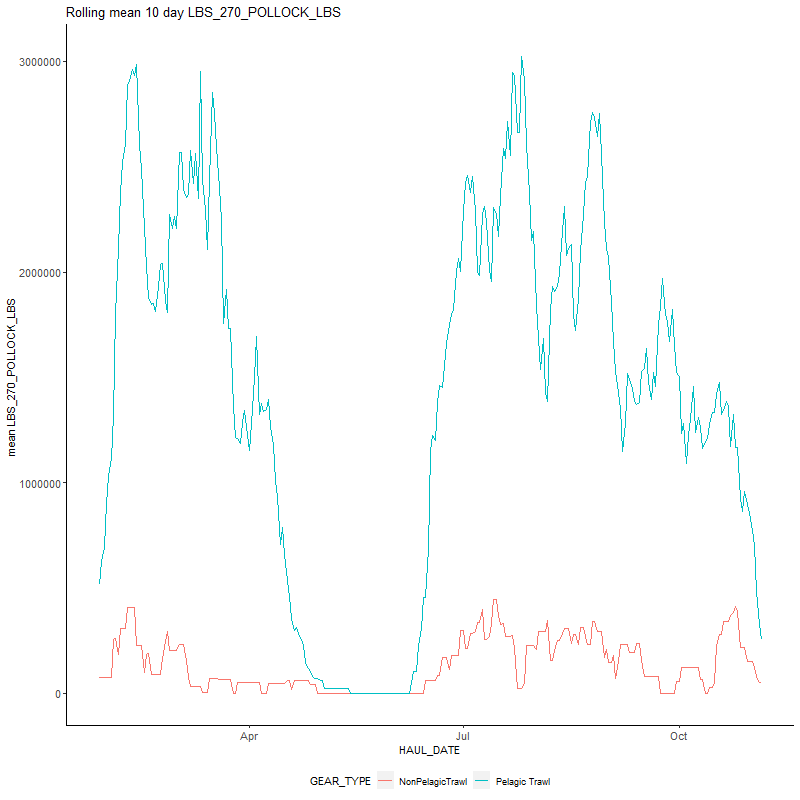 Rolling mean 10 day LBS_270_POLLOCK_LBS
3000000
2000000
1000000
0
mean LBS_270_POLLOCK_LBS
Apr
Jul
Oct
HAUL_DATE
GEAR_TYPE NonPelagicTrawl Pelagic Trawl